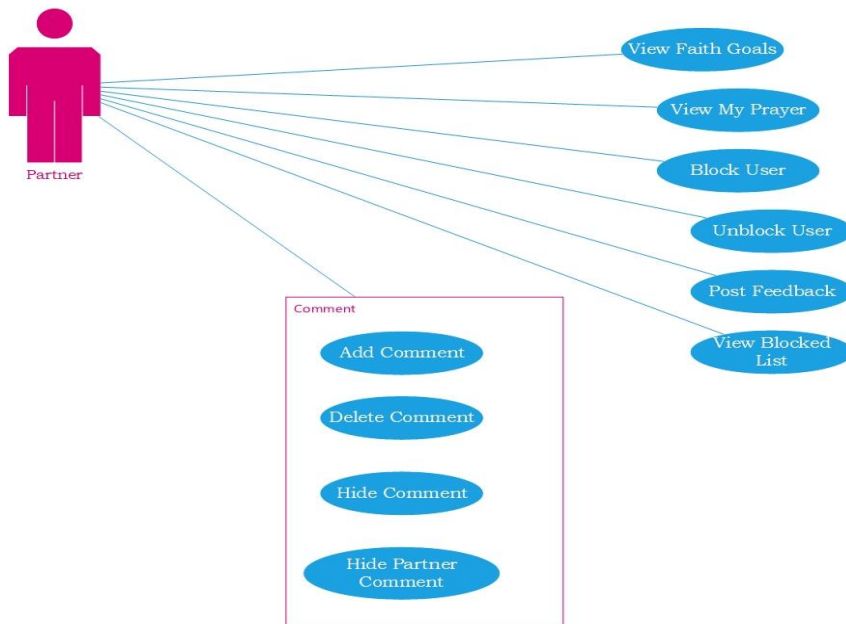 View Faith Goals
View My Prayer
Partner
Block User
Unblock User
Post Feedback
Comment
View Blocked
List
Add Comment
Delete Comment
Hide Comment
Hide Partner
Comment